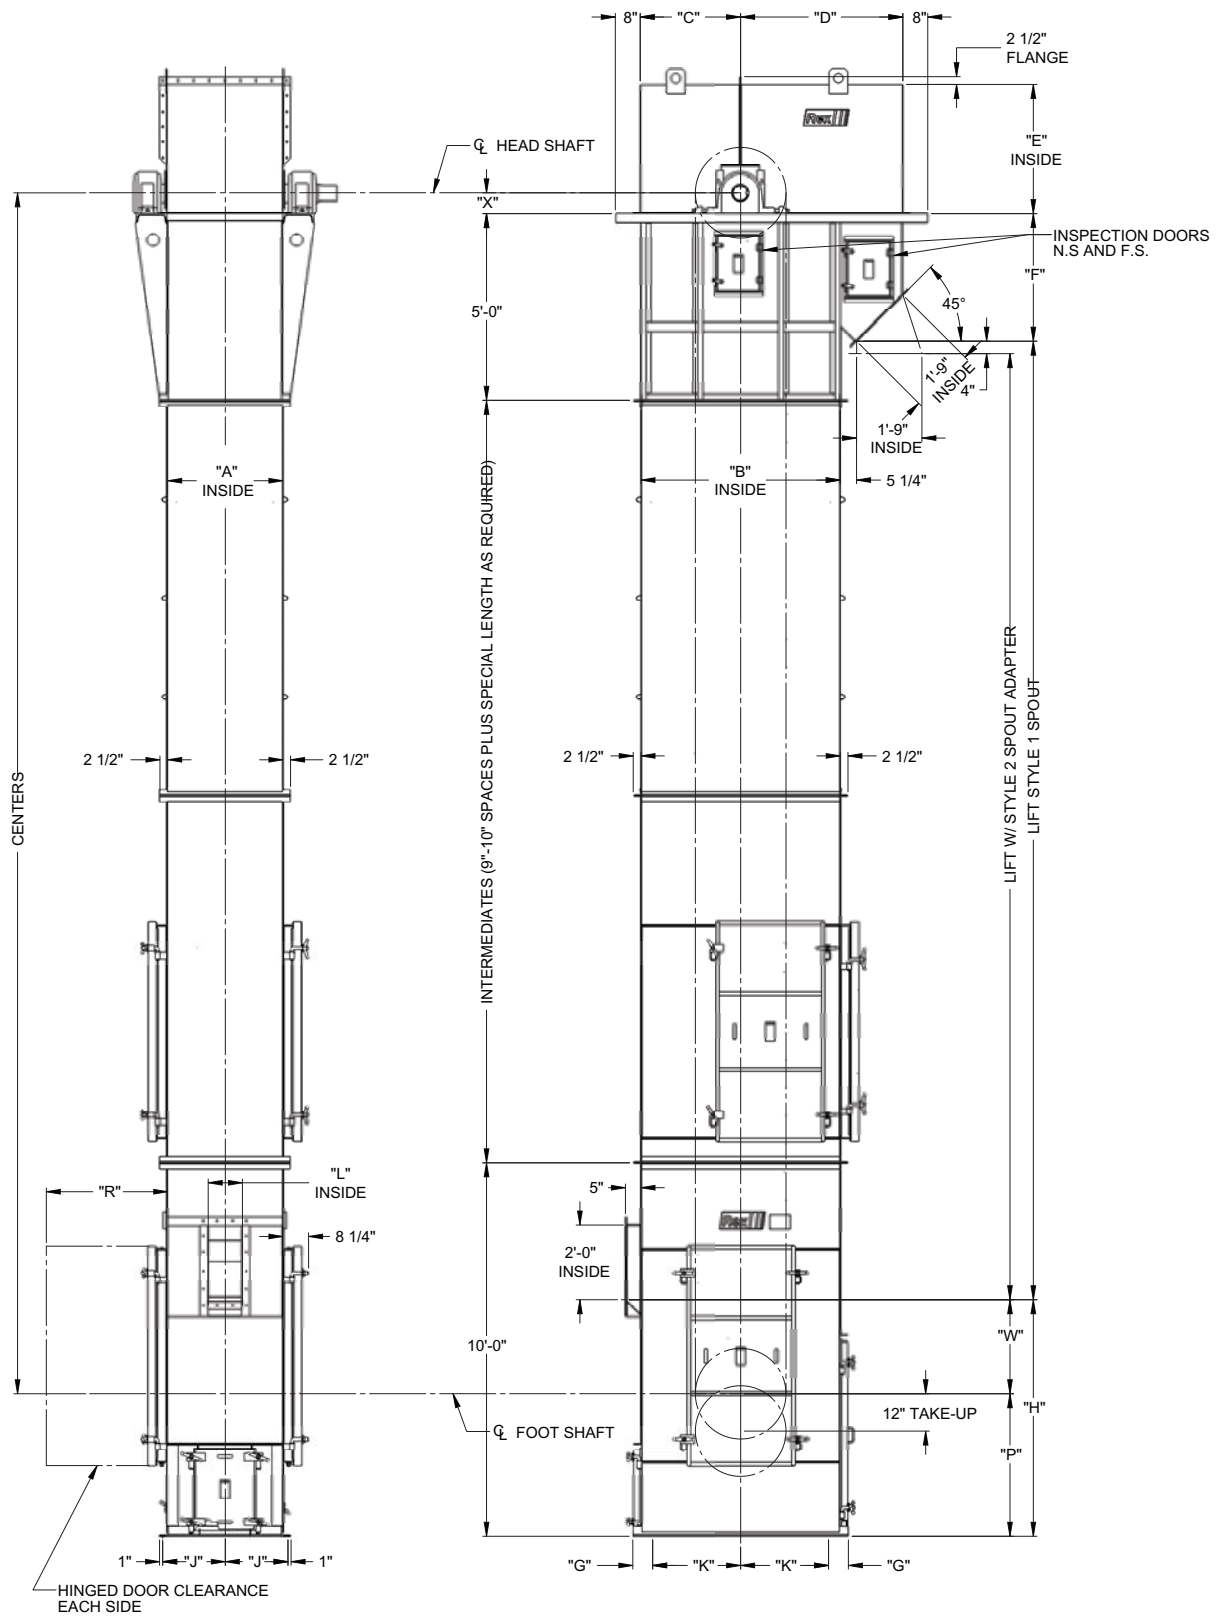 8"
"C"
"D"
8"
2 1/2"
FLANGE
Rex
"E"
INSIDE
℄ HEAD SHAFT
"X"
INSPECTION DOORS
N.S AND F.S.
"F"
45°
5'-0"
1'-9"
INSIDE
4"
1'-9"
INSIDE
5 1/4"
"A"
INSIDE
"B"
INSIDE
INTERMEDIATES (9"-10" SPACES PLUS SPECIAL LENGTH AS REQUIRED)
LIFT W/ STYLE 2 SPOUT ADAPTER
LIFT STYLE 1 SPOUT
CENTERS
2 1/2"
2 1/2"
2 1/2"
2 1/2"
"L"
INSIDE
"R"
8 1/4"
5"
Rex
2'-0"
INSIDE
10'-0"
"W"
12" TAKE-UP
"H"
℄ FOOT SHAFT
"P"
1"
"J"
"J"
1"
"G"
"K"
"K"
"G"
HINGED DOOR CLEARANCE
EACH SIDE